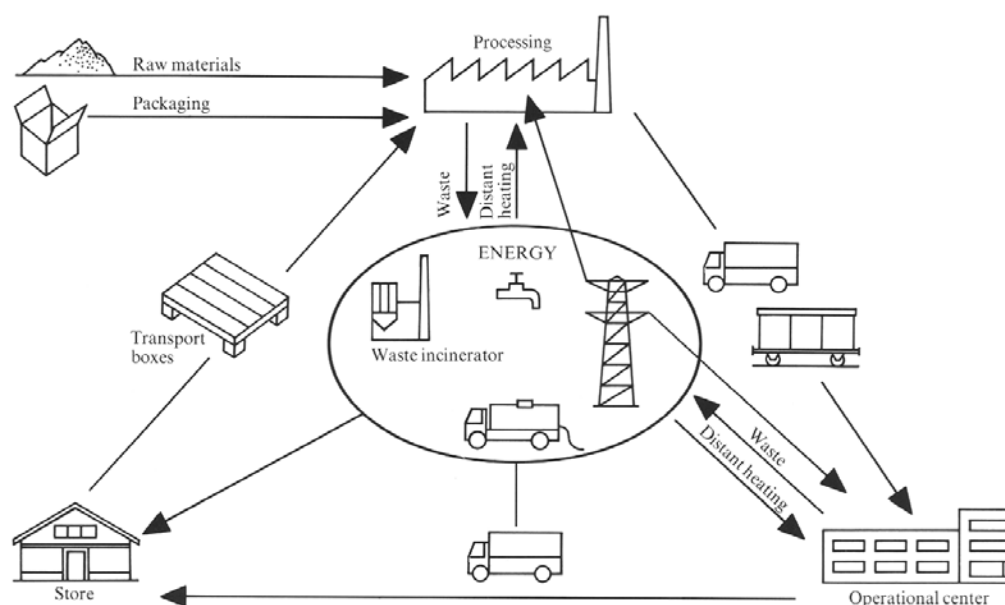 Processing
Raw materials
Packaging
Waste
Distant
heating
ENERGY
Transport
boxes
Waste incinerator
Waste
Distant heating
Store
Operational center